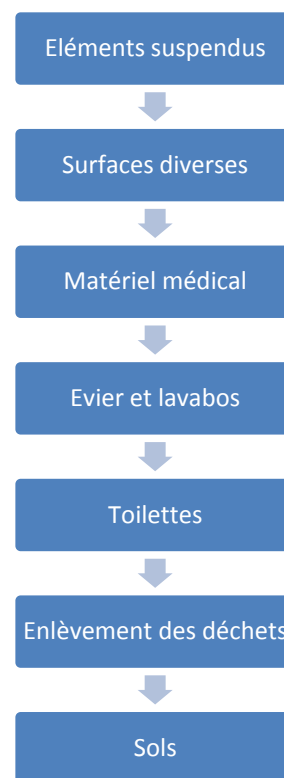 Eléments suspendus
Surfaces diverses
Matériel médical
Evier et lavabos
Toilettes
Enlèvement des déchets
Sols